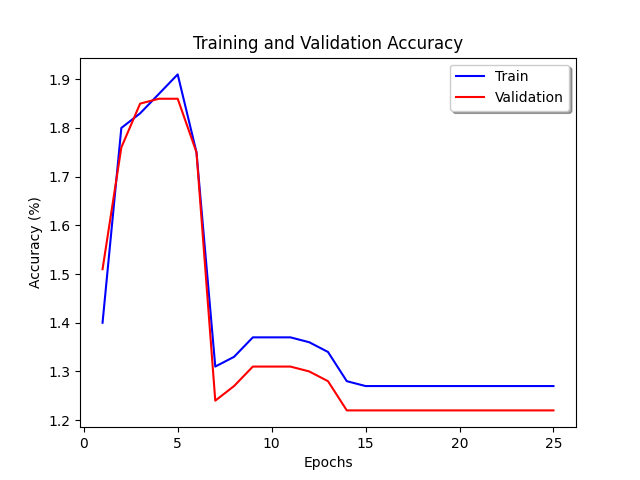 Training and Validation Accuracy
Train
Validation
Accuracy (%)
1.9
1.8
1.7
1.6
1.5
1.4
1.3
1.2
0 5 10 15 20 25
Epochs